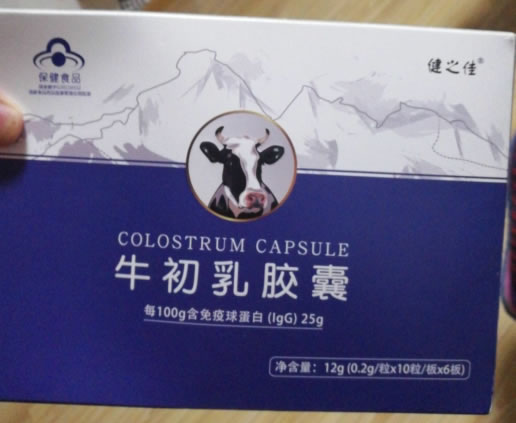 健之佳®
保健食品
COLOSTRUM CAPSULE
牛初乳胶囊
每100g含免疫球蛋白 (IgG) 25g
净含量： 12g (0.2g/粒x10粒/板x6板)